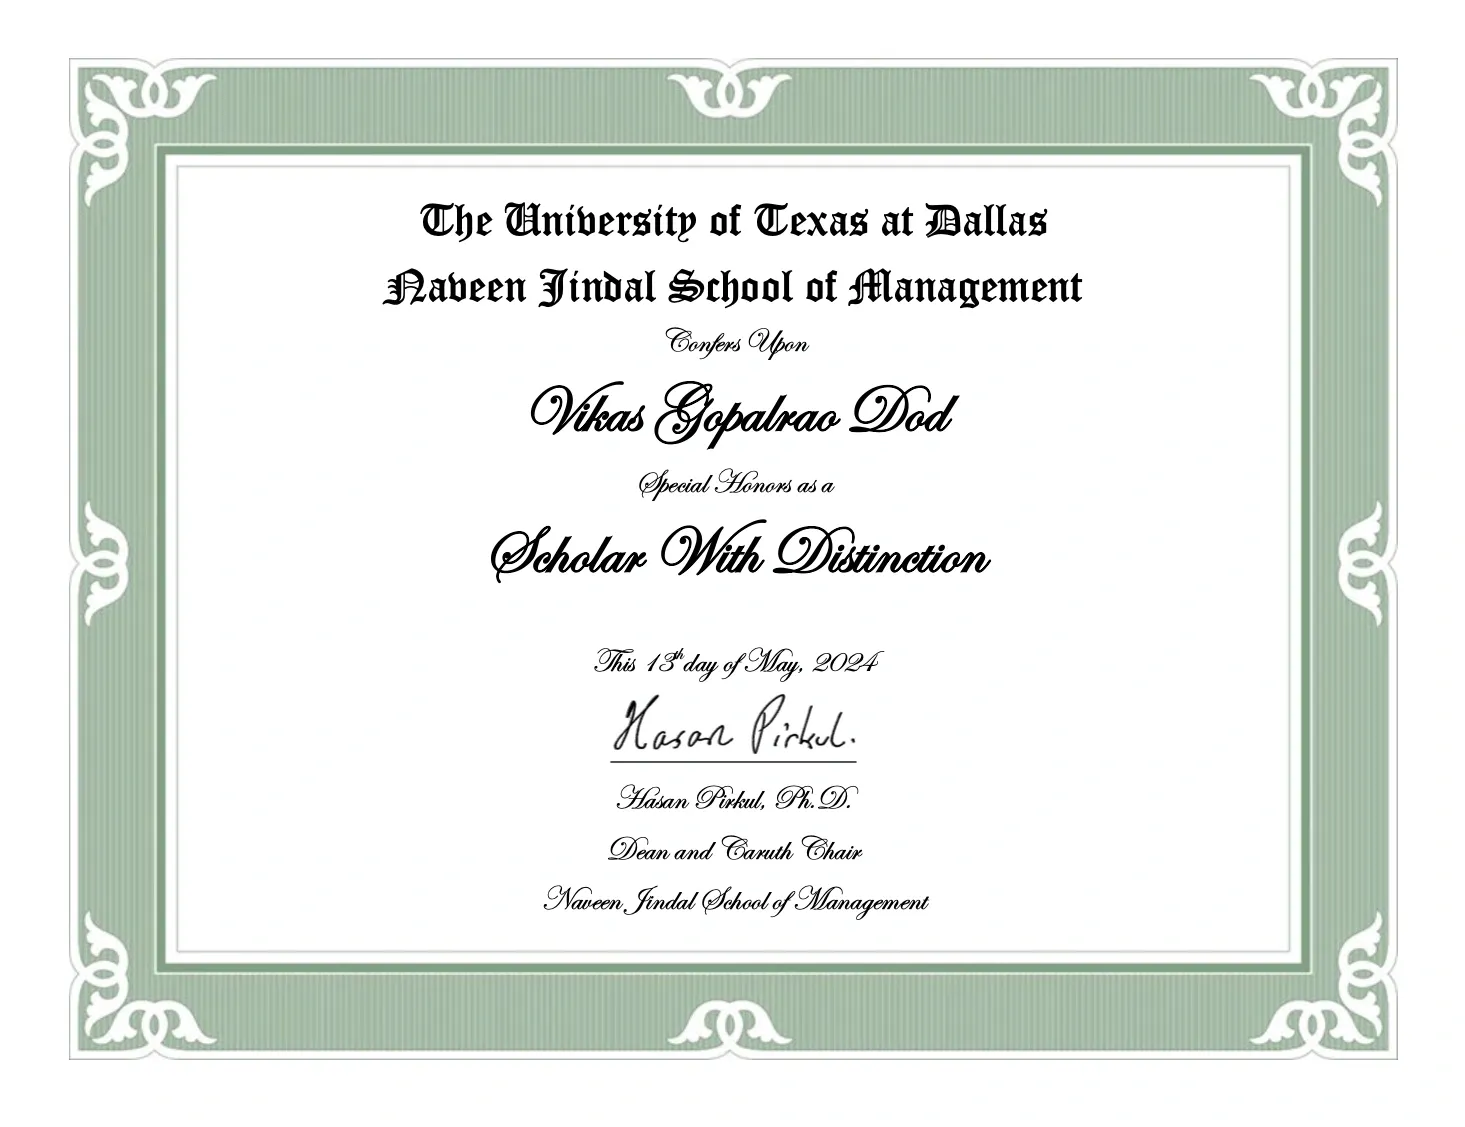 The University of Texas at Dallas
Naveen Jindal School of Management
Confers Upon
Vikas Gopalrao Dod
Special Honors as a
Scholar With Distinction
This 13th day of May, 2024
Hasan Pirkul.
Hasan Pirkul, Ph.D.
Dean and Caruth Chair
Naveen Jindal School of Management